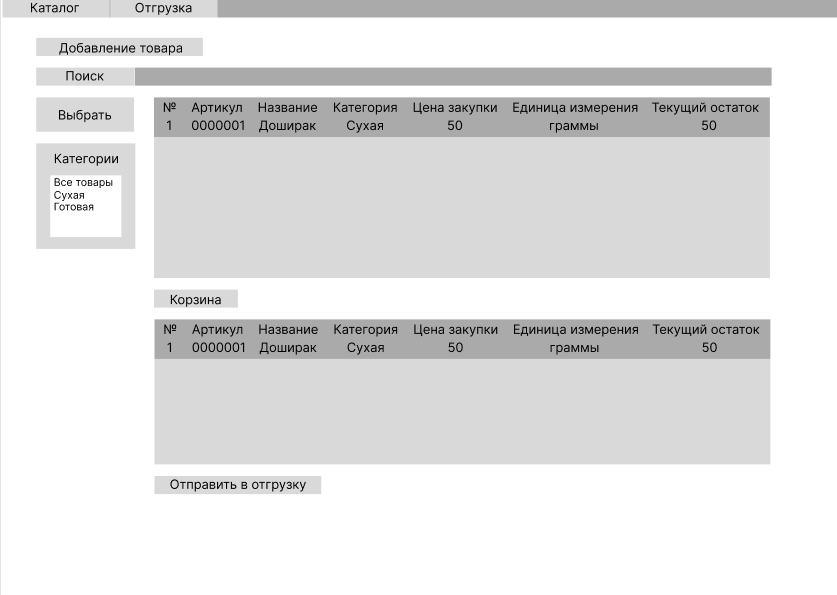 Каталог Отгрузка
Добавление товара
Поиск
Выбрать
Категории
Все товары
Сухая
Готовая
№ Артикул Название Категория Цена закупки Единица измерения Текущий остаток
1 0000001 Доширак Сухая 50 граммы 50
Корзина
№ Артикул Название Категория Цена закупки Единица измерения Текущий остаток
1 0000001 Доширак Сухая 50 граммы 50
Отправить в отгрузку